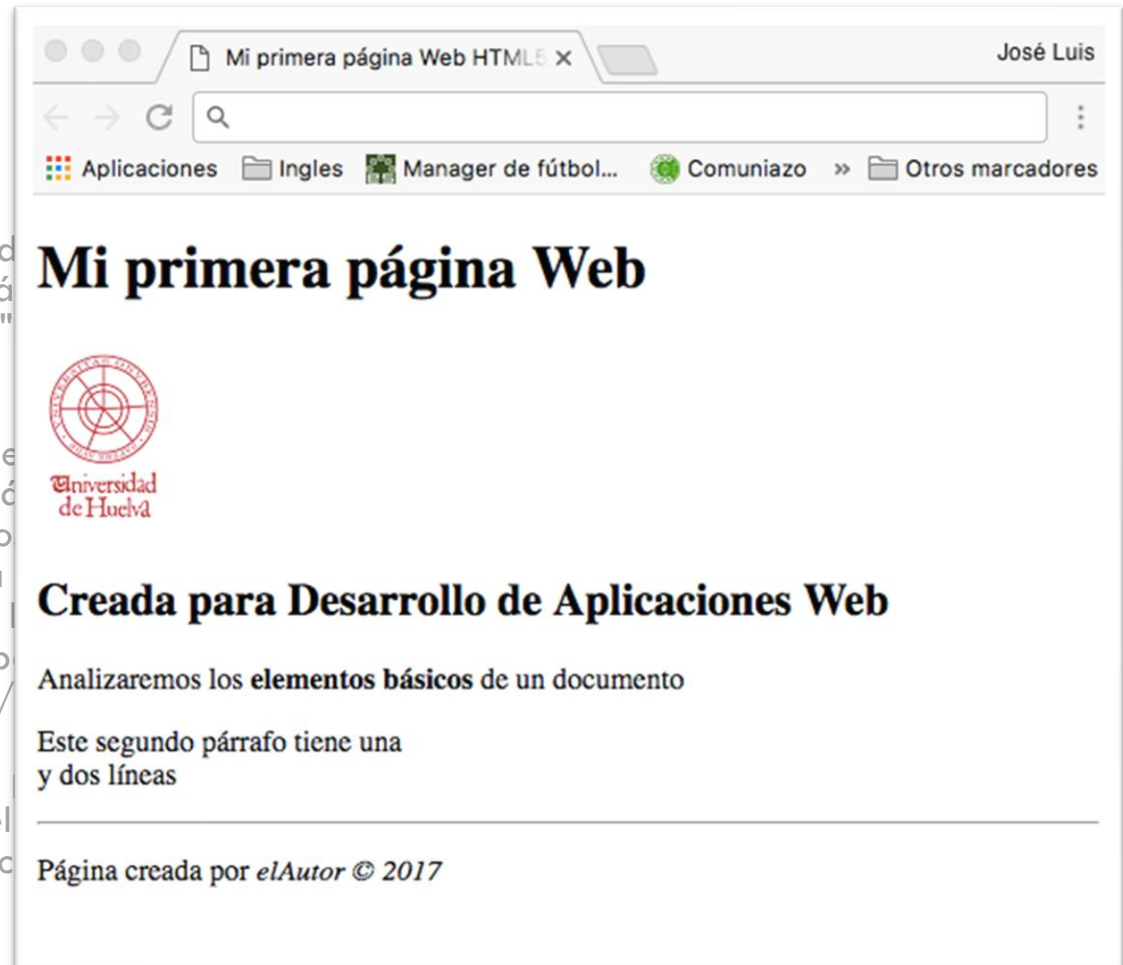 Mi primera página Web HTML5
José Luis
Aplicaciones Ingles Manager de fútbol... Comuniazo » Otros marcadores
Mi primera página Web
Universidad
de Huelva
Creada para Desarrollo de Aplicaciones Web
Analizaremos los elementos básicos de un documento
Este segundo párrafo tiene una
y dos líneas
Página creada por elAutor © 2017